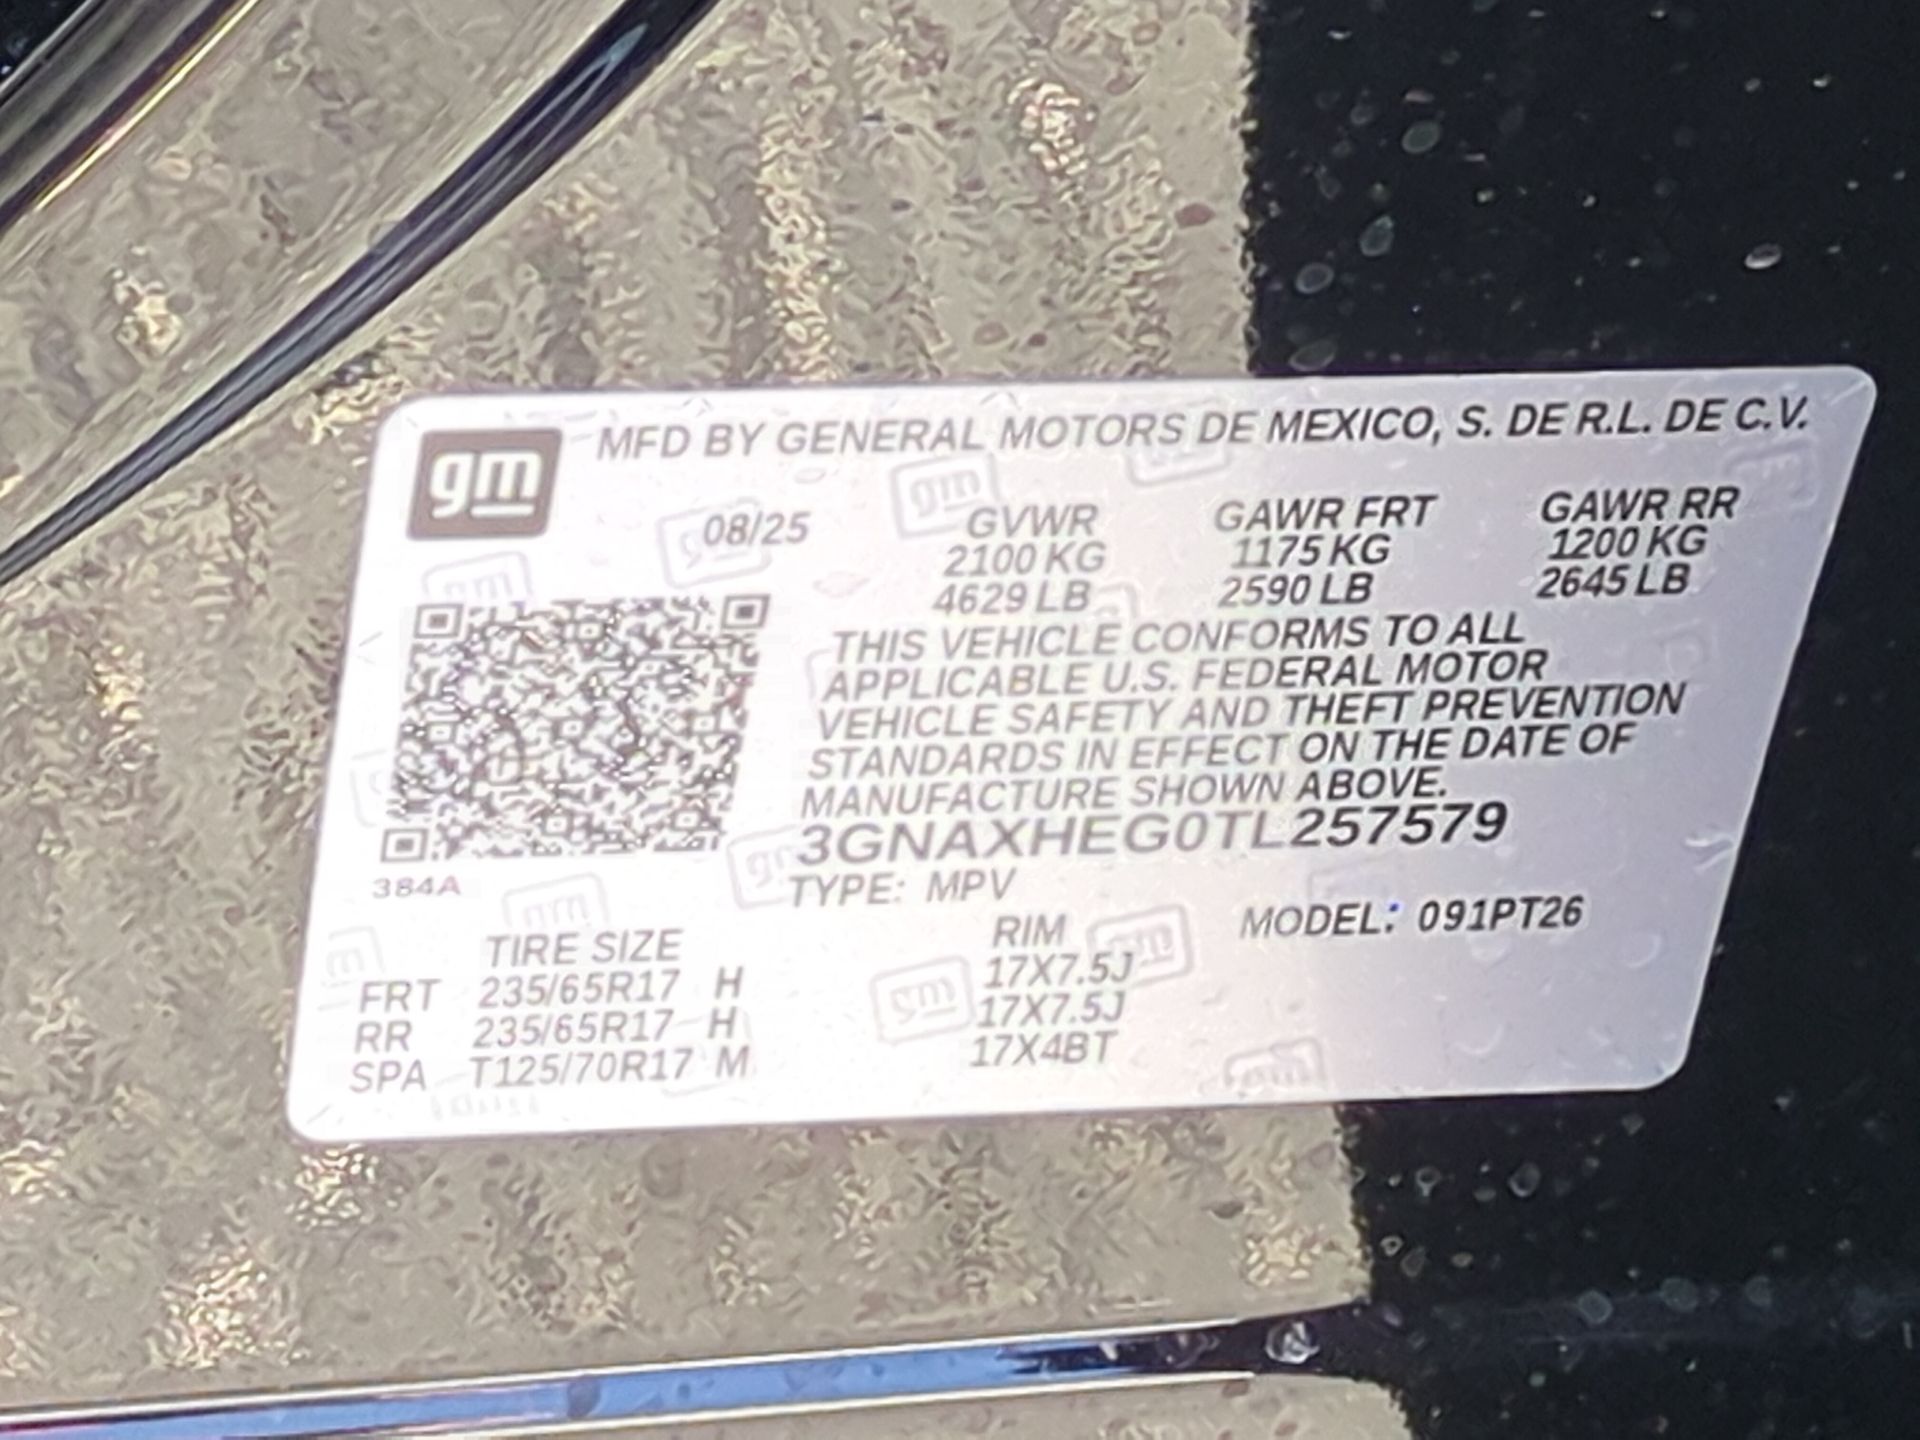 gm MFD BY GENERAL MOTORS DE MEXICO, S. DE R.L. DE C.V.
08/25 GVWR GAWR FRT GAWR RR
2100 KG 1175 KG 1200 KG
4629 LB 2590 LB 2645 LB
THIS VEHICLE CONFORMS TO ALL
APPLICABLE U.S. FEDERAL MOTOR
VEHICLE SAFETY AND THEFT PREVENTION
STANDARDS IN EFFECT ON THE DATE OF
MANUFACTURE SHOWN ABOVE.
3GNAXHEG0TL257579
384A
TYPE: MPV MODEL: 091PT26
TIRE SIZE RIM
FRT 235/65R17 H 17X7.5J
RR 235/65R17 H 17X7.5J
SPA T125/70R17 M 17X4BT